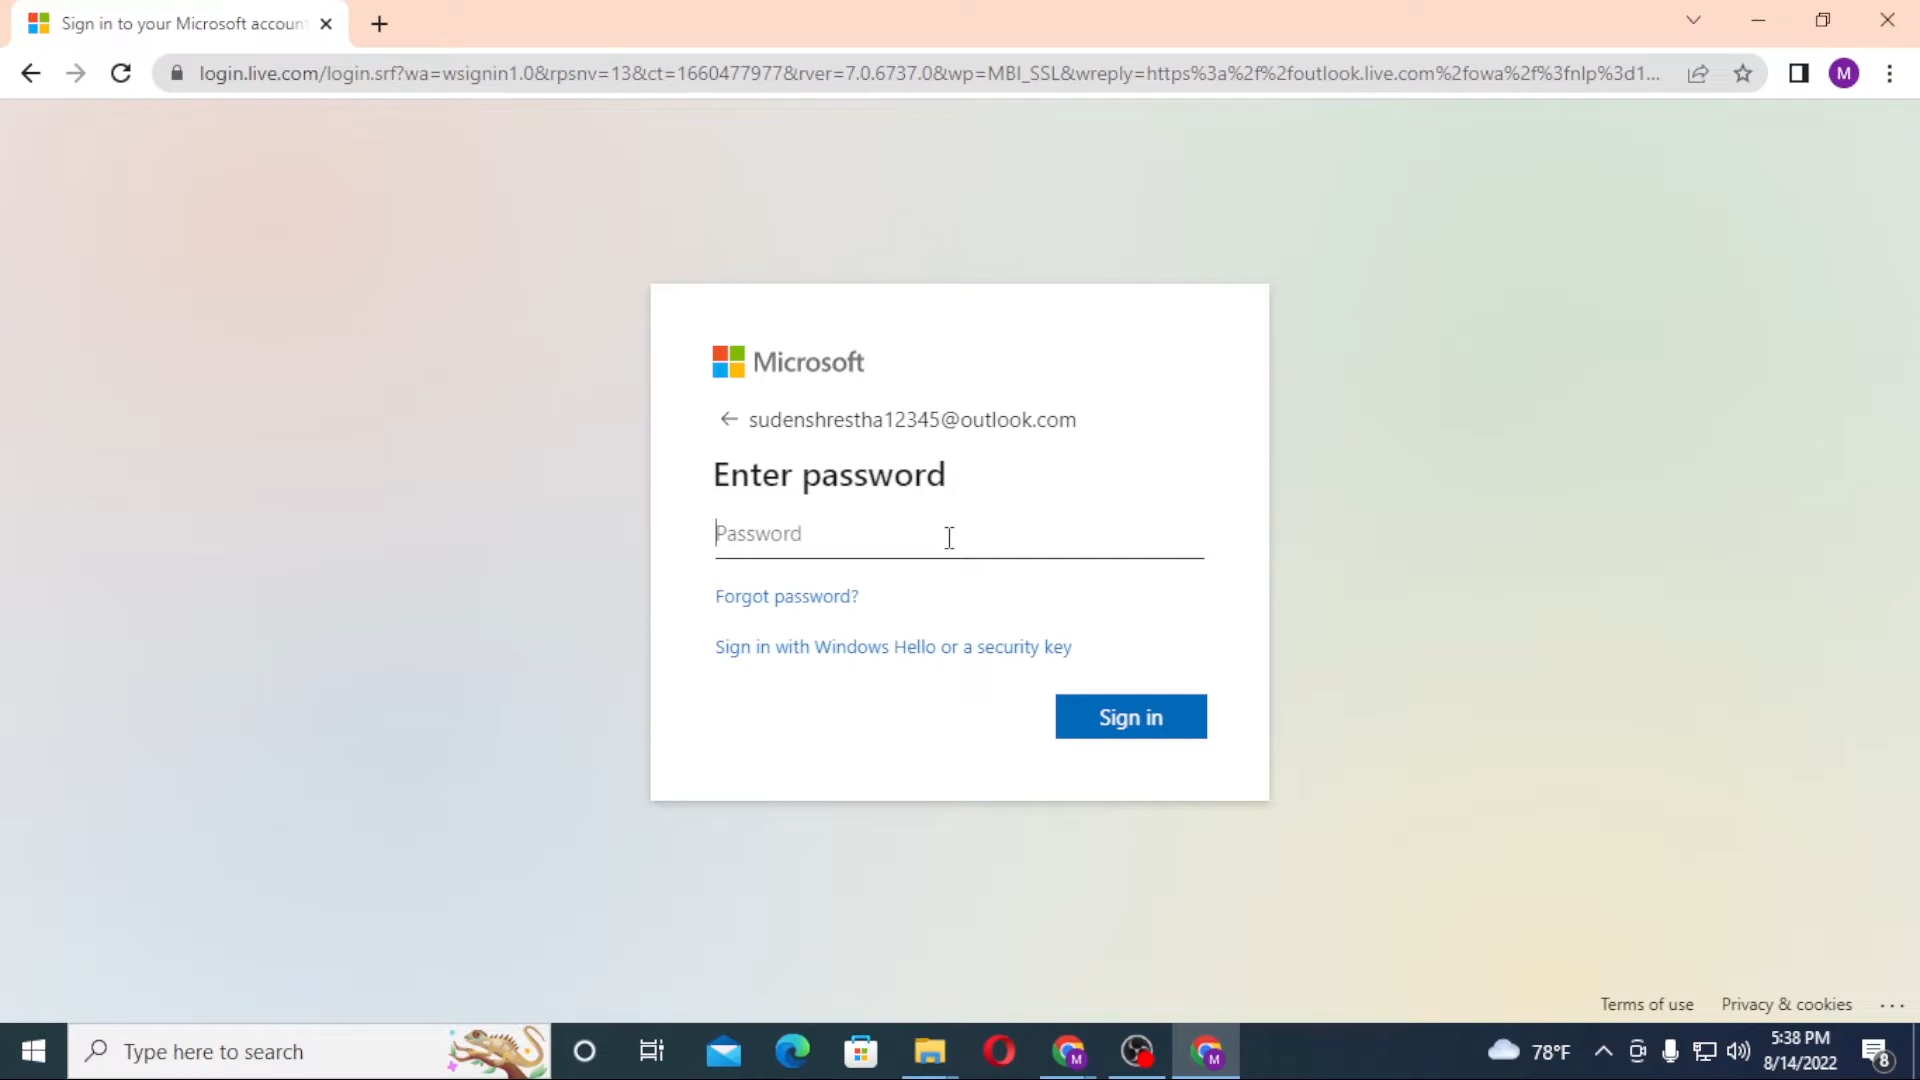 Sign in to your Microsoft accoun
login.live.com/login.srf?wa=wsignin1.0&rpsnv=13&ct=1660477977&rver=7.0.6737.0&wp=MBI_SSL&wreply=https%3a%2f%2foutlook.live.com%2fowa%2f%3fnlp%3d1...
M
Microsoft
sudenshrestha12345@outlook.com
Enter password
Password
Forgot password?
Sign in with Windows Hello or a security key
Sign in
Terms of use
Privacy & cookies
...
Type here to search
M
M
78°F
5:38 PM
8/14/2022
8